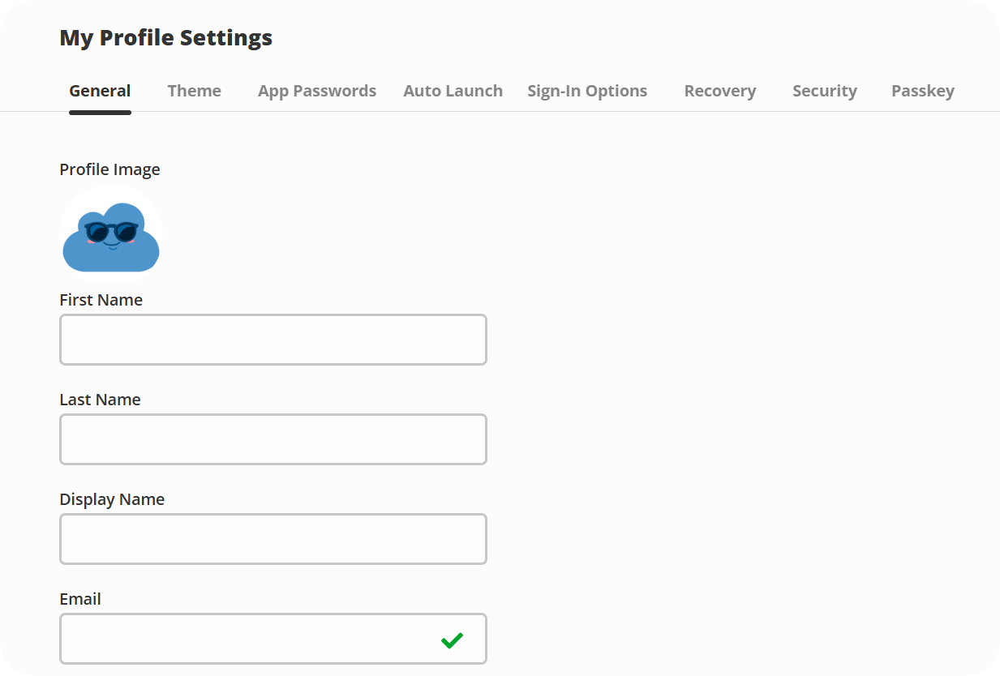 My Profile Settings
General Theme App Passwords Auto Launch Sign-In Options Recovery Security Passkey
Profile Image
First Name
Last Name
Display Name
Email